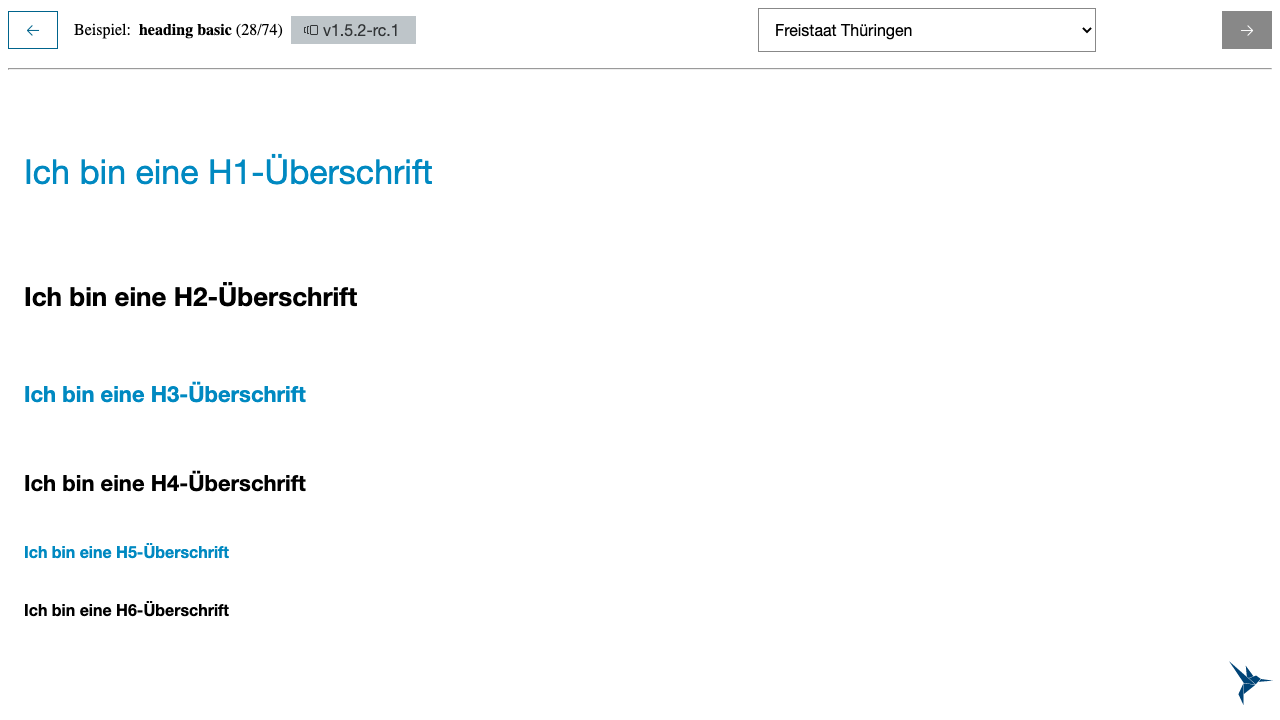 ← Beispiel: heading basic (28/74) v1.5.2-rc.1 Freistaat Thüringen →
Ich bin eine H1-Überschrift
Ich bin eine H2-Überschrift
Ich bin eine H3-Überschrift
Ich bin eine H4-Überschrift
Ich bin eine H5-Überschrift
Ich bin eine H6-Überschrift